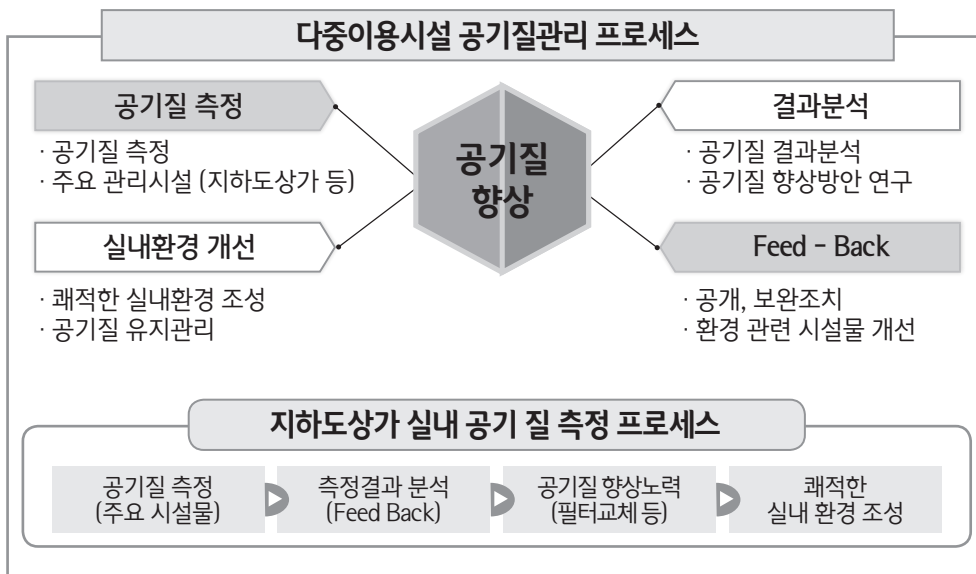 다중이용시설 공기질관리 프로세스
공기질 측정
· 공기질 측정
· 주요 관리시설 (지하도상가 등)
실내환경 개선
· 쾌적한 실내환경 조성
· 공기질 유지관리
공기질
향상
결과분석
· 공기질 결과분석
· 공기질 향상방안 연구
Feed - Back
· 공개, 보완조치
· 환경 관련 시설물 개선
지하도상가 실내 공기 질 측정 프로세스
공기질 측정
(주요 시설물)
측정결과 분석
(Feed Back)
공기질 향상노력
(필터교체 등)
쾌적한
실내 환경 조성